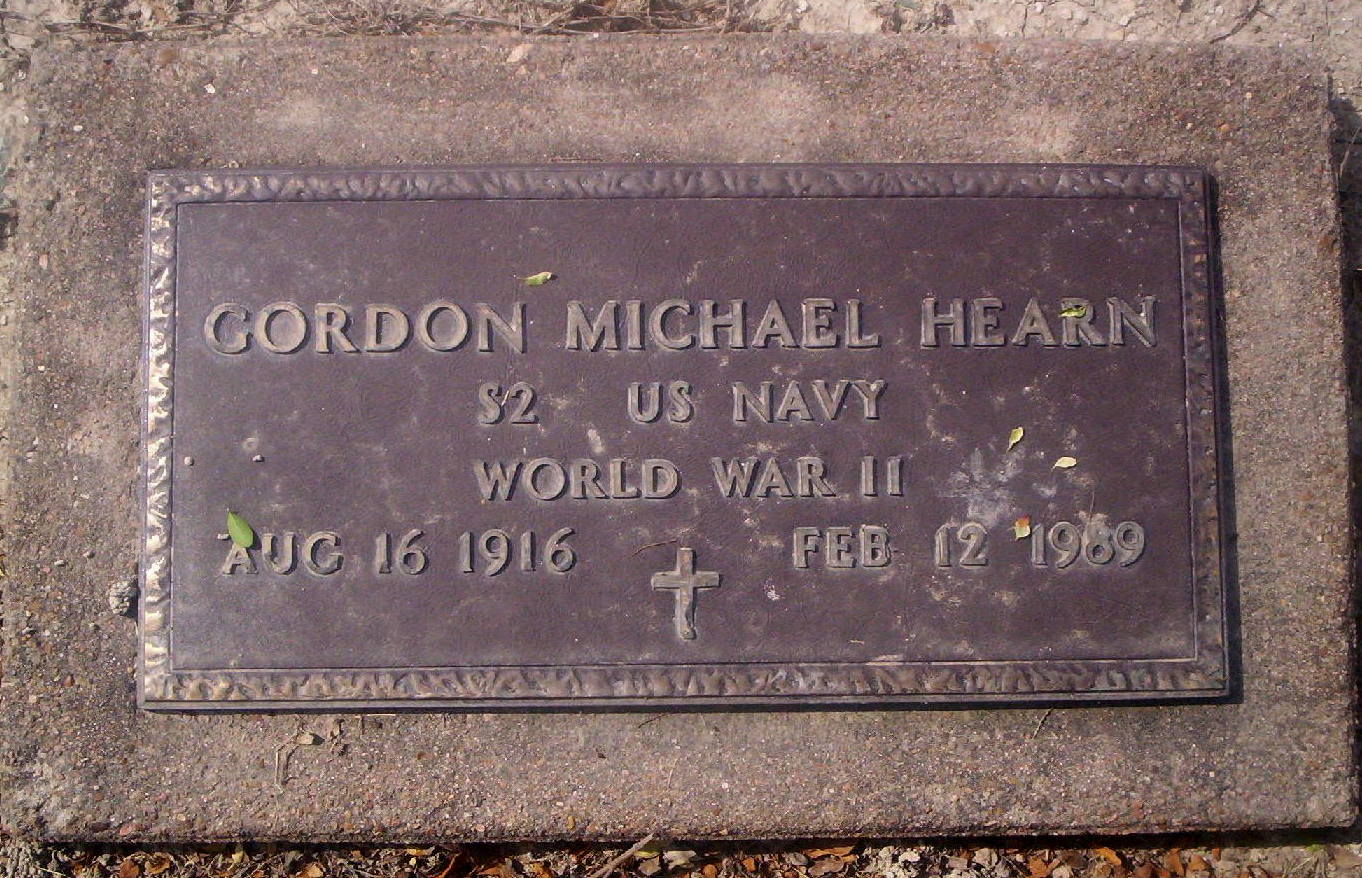 GORDON MICHAEL HEARN
S2 US NAVY
WORLD WAR II
AUG 16 1916 FEB 12 1989